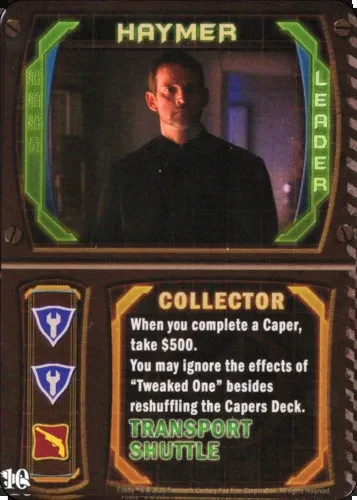 HAYMER
LEADER
COLLECTOR
When you complete a Caper,
take $500.
You may ignore the effects of
"Tweaked One" besides
reshuffling the Capers Deck.
TRANSPORT
SHUTTLE